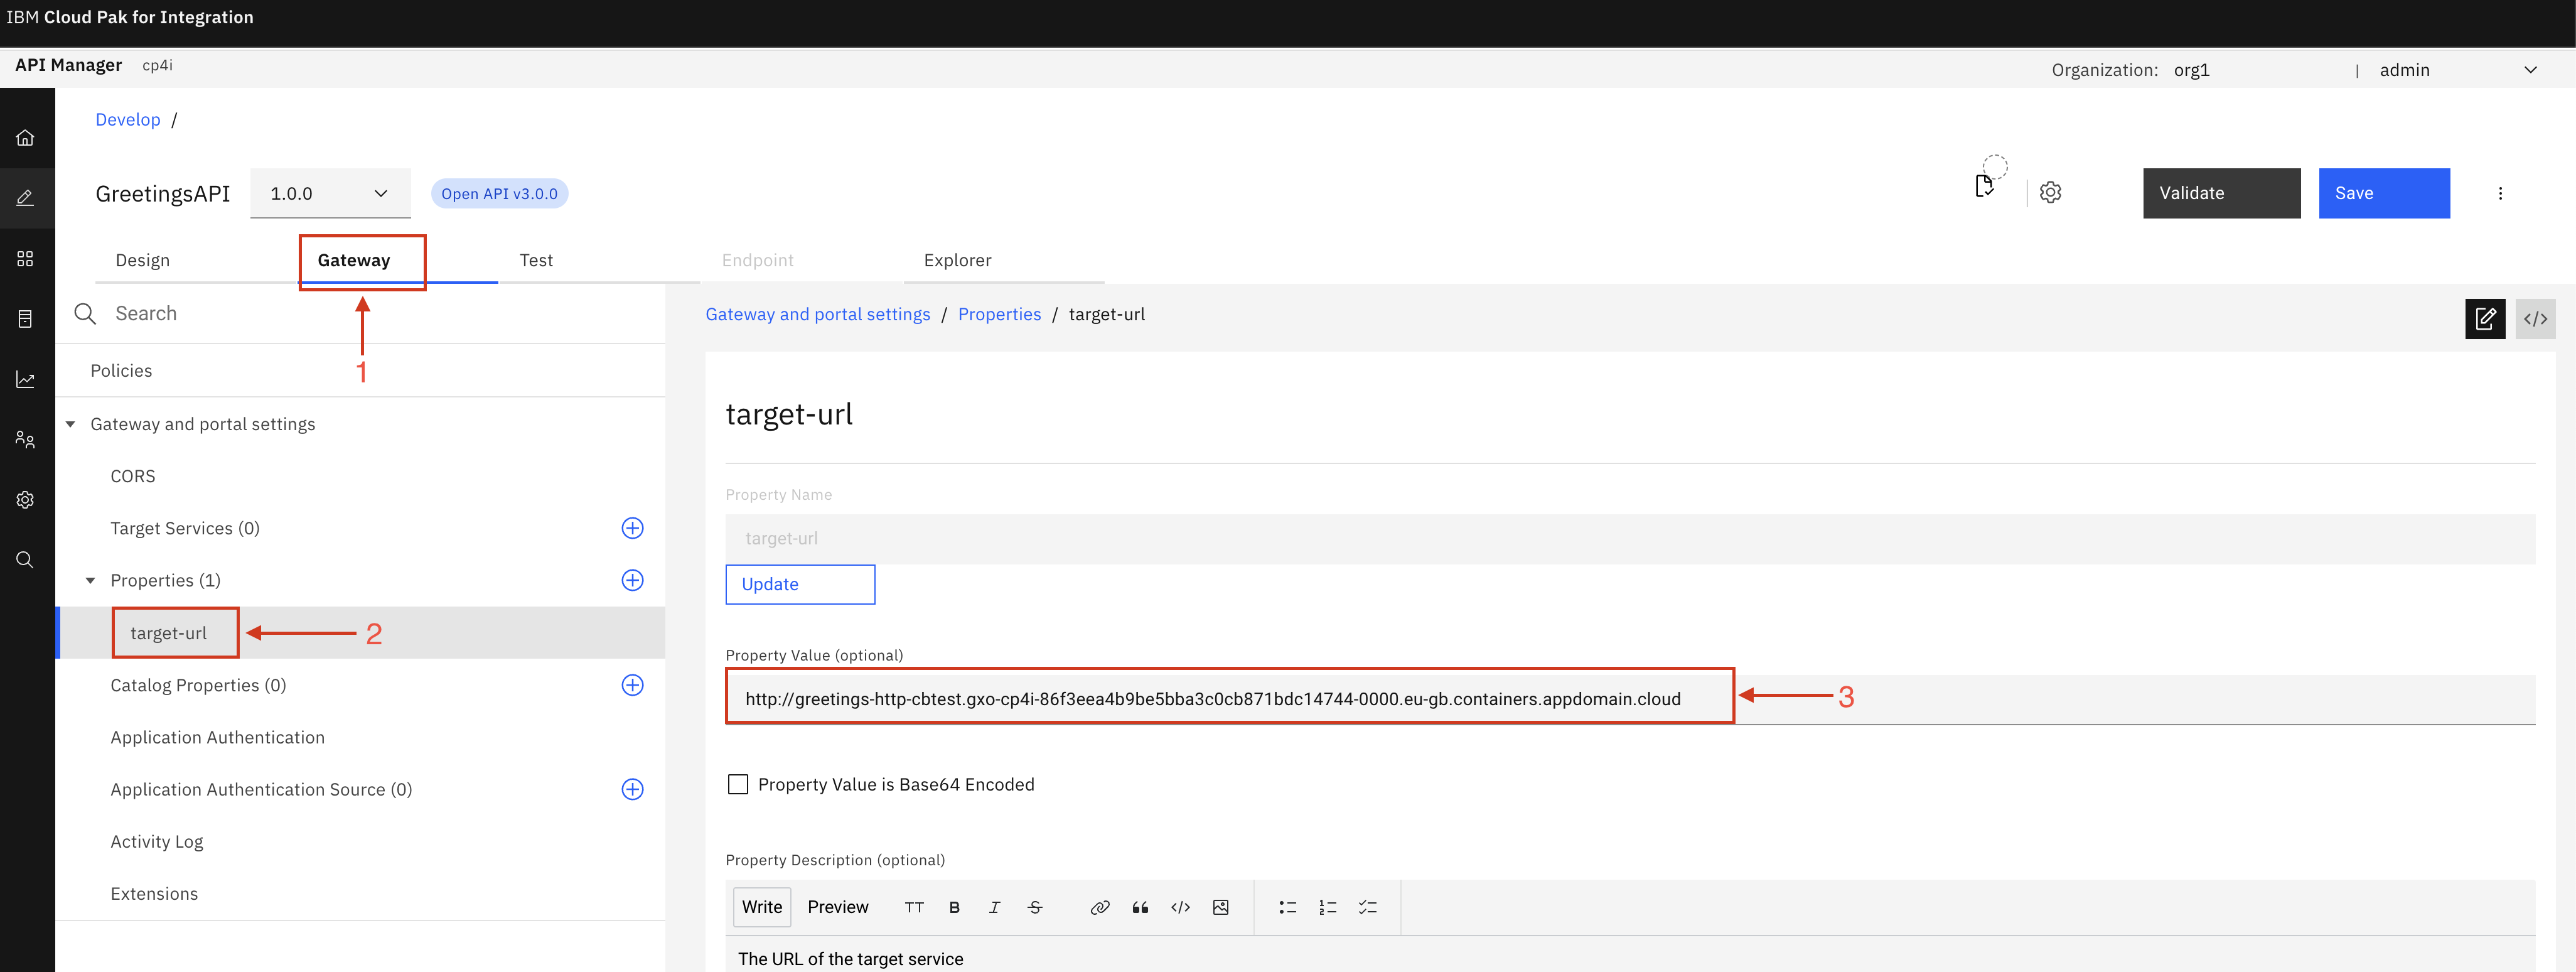 IBM Cloud Pak for Integration
API Manager cp4i
Organization: org1 | admin
Develop /
GreetingsAPI 1.0.0 Open API v3.0.0
Validate Save
Design Gateway Test Endpoint Explorer
Search
1
Policies
Gateway and portal settings
CORS
Target Services (0)
Properties (1)
target-url 2
Catalog Properties (0)
Application Authentication
Application Authentication Source (0)
Activity Log
Extensions
Gateway and portal settings / Properties / target-url
target-url
Property Name
target-url
Update
Property Value (optional)
http://greetings-http-cbtest.gxo-cp4i-86f3eea4b9be5bba3c0cb871bdc14744-0000.eu-gb.containers.appdomain.cloud 3
Property Value is Base64 Encoded
Property Description (optional)
Write Preview TT B I S
The URL of the target service